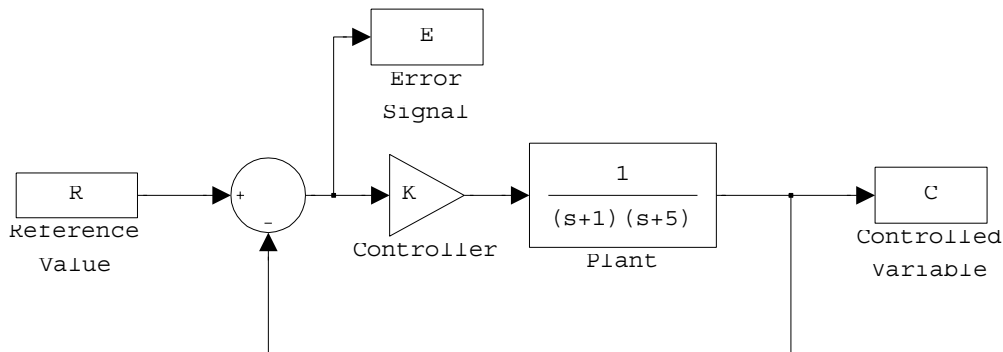 E
Error
Signal
R
+
-
K
1
(s+1)(s+5)
C
Reference
Value
Controller
Plant
Controlled
Variable